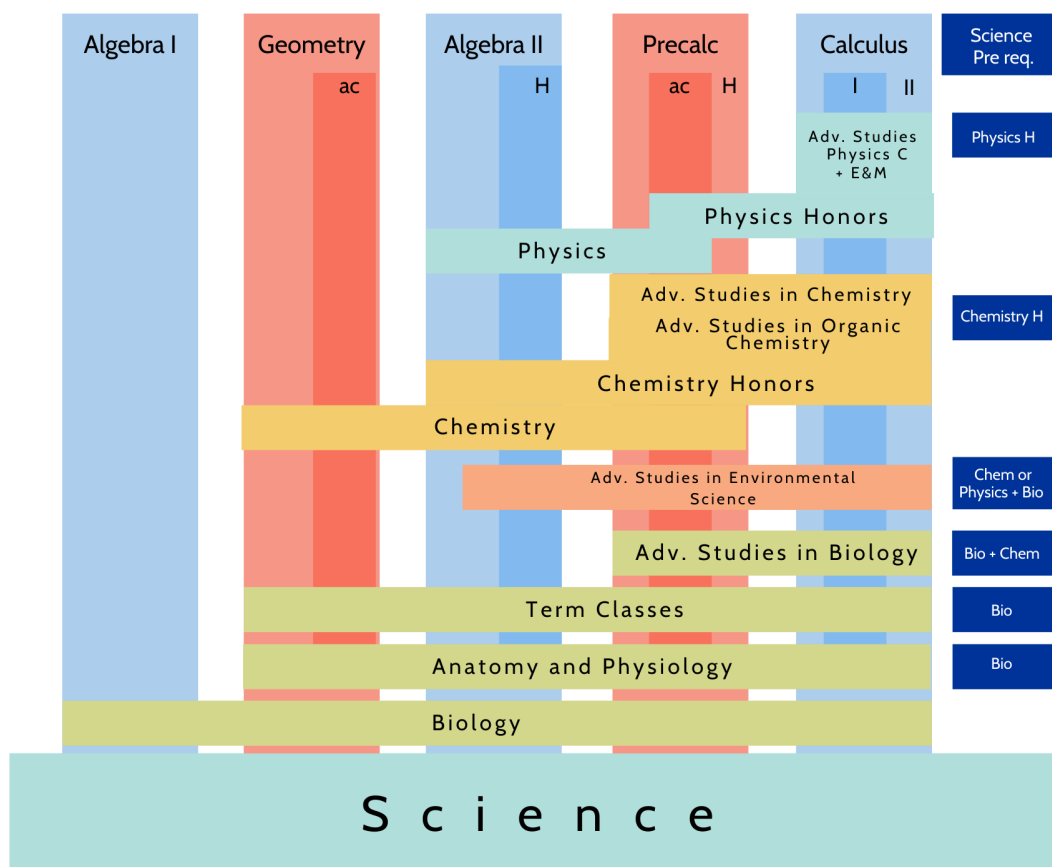 Algebra I
Geometry
Algebra II
Precalc
Calculus
Science
Pre req.
ac
H
ac
H
I
II
Adv. Studies
Physics C
+ E&M
Physics H
Physics Honors
Physics
Adv. Studies in Chemistry
Chemistry H
Adv. Studies in Organic
Chemistry
Chemistry Honors
Chemistry
Adv. Studies in Environmental
Science
Chem or
Physics + Bio
Adv. Studies in Biology
Bio + Chem
Term Classes
Bio
Anatomy and Physiology
Bio
Biology
Science